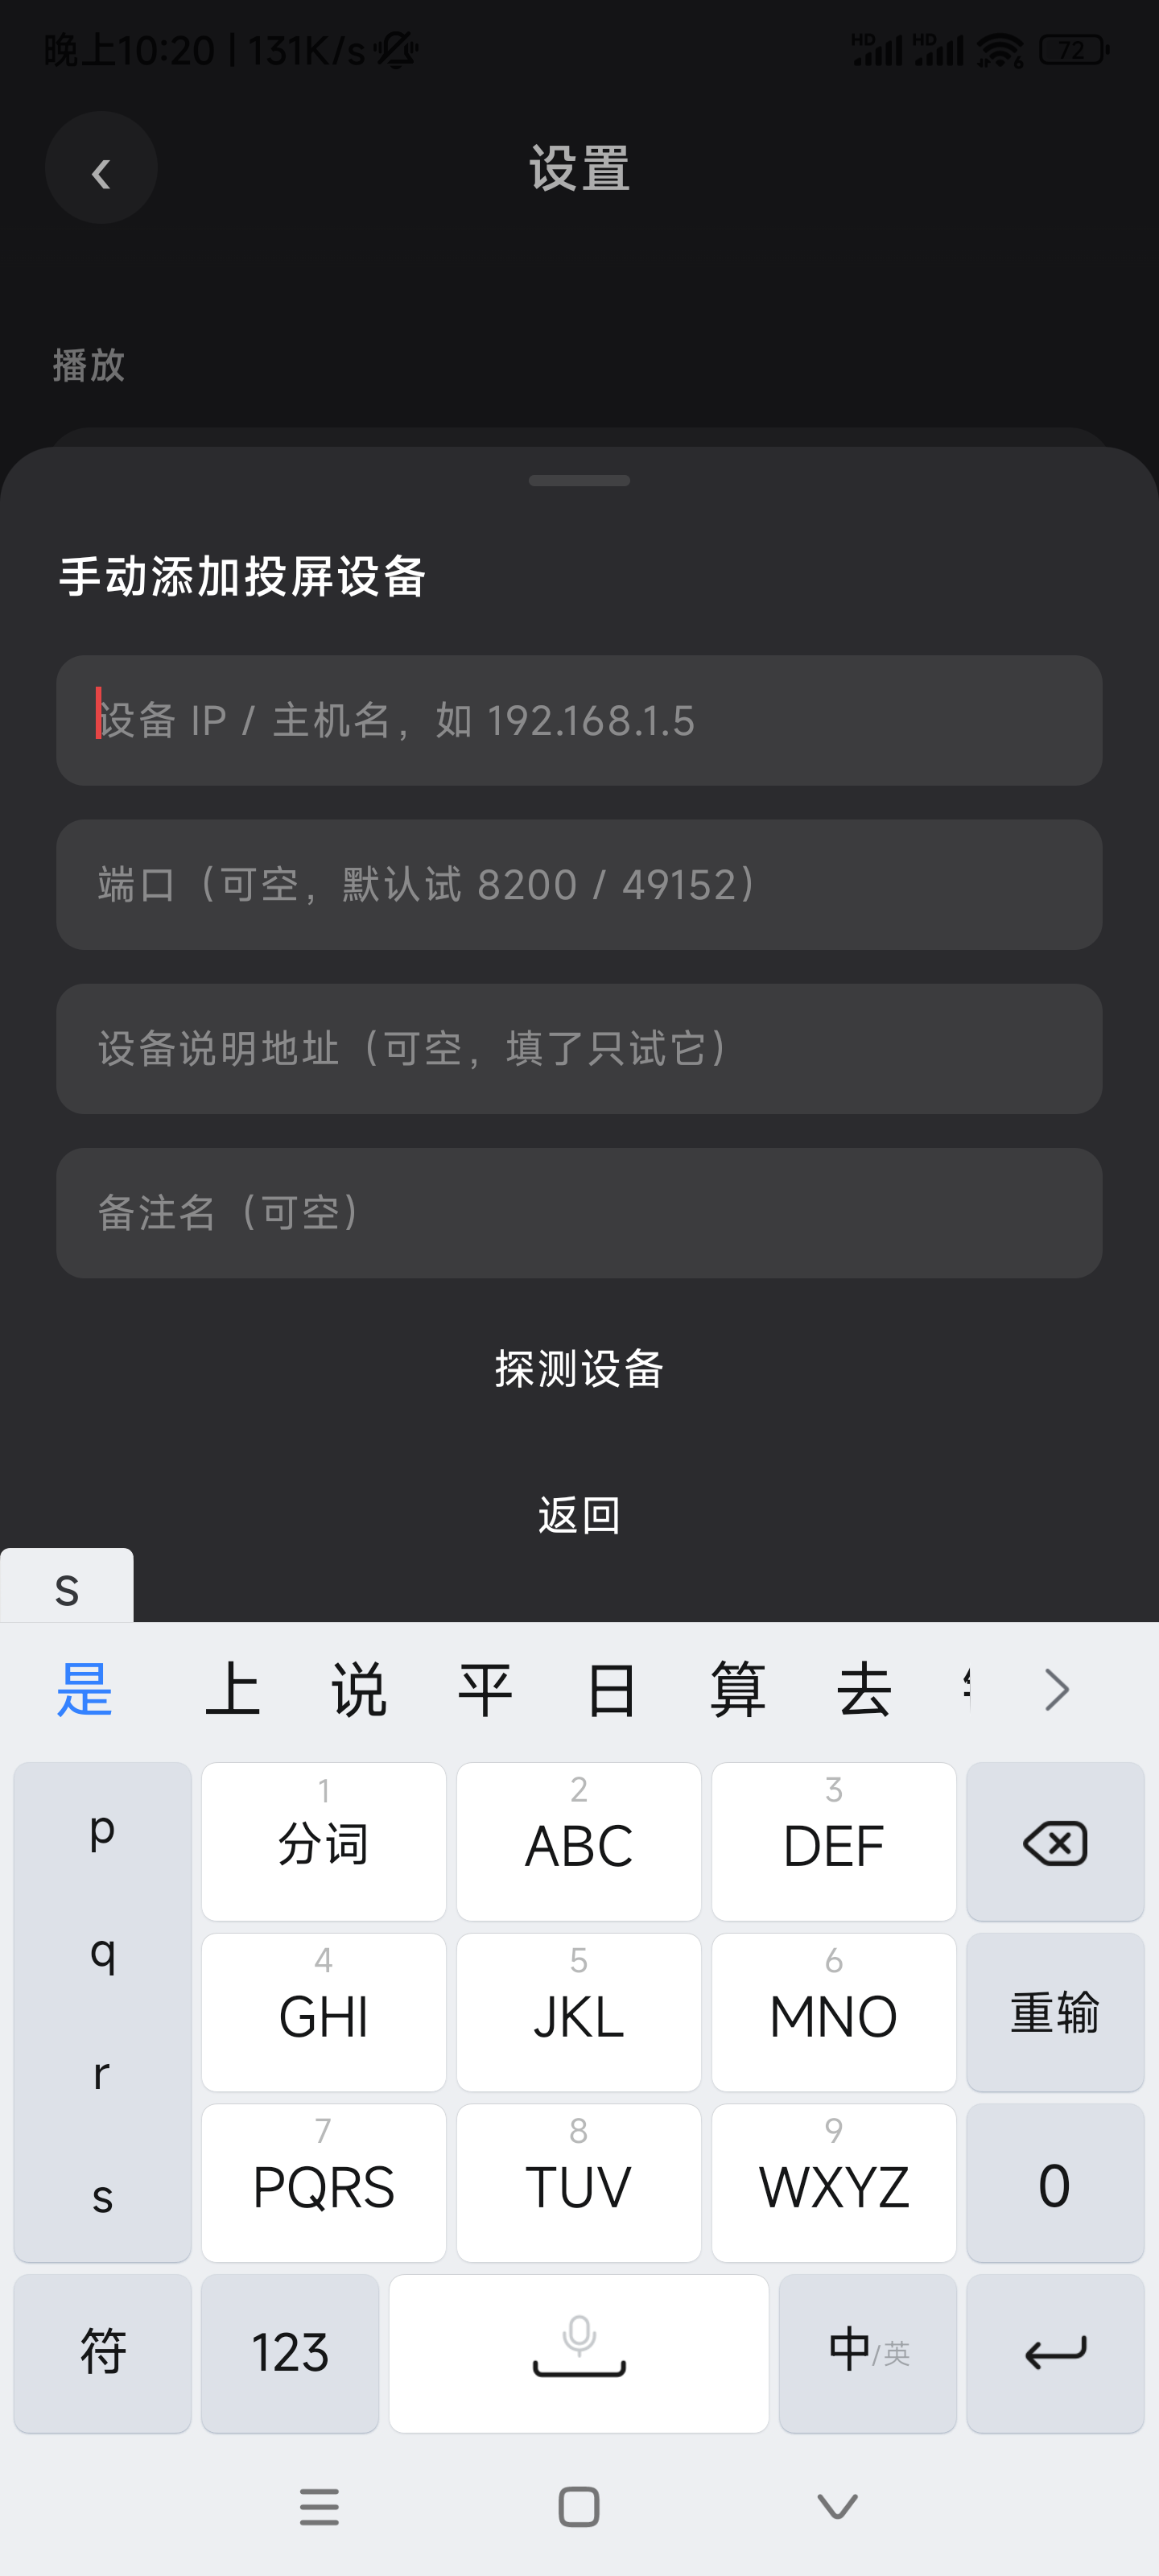 晚上10:20 | 131K/s
HD HD 6 72
设置
播放
手动添加投屏设备
设备 IP / 主机名，如 192.168.1.5
端口（可空，默认试 8200 / 49152）
设备说明地址（可空，填了只试它）
备注名（可空）
探测设备
返回
s
是 上 说 平 日 算 去
p
q
r
s
1
分词
2
ABC
3
DEF
4
GHI
5
JKL
6
MNO
重输
7
PQRS
8
TUV
9
WXYZ
0
符
123
中/英